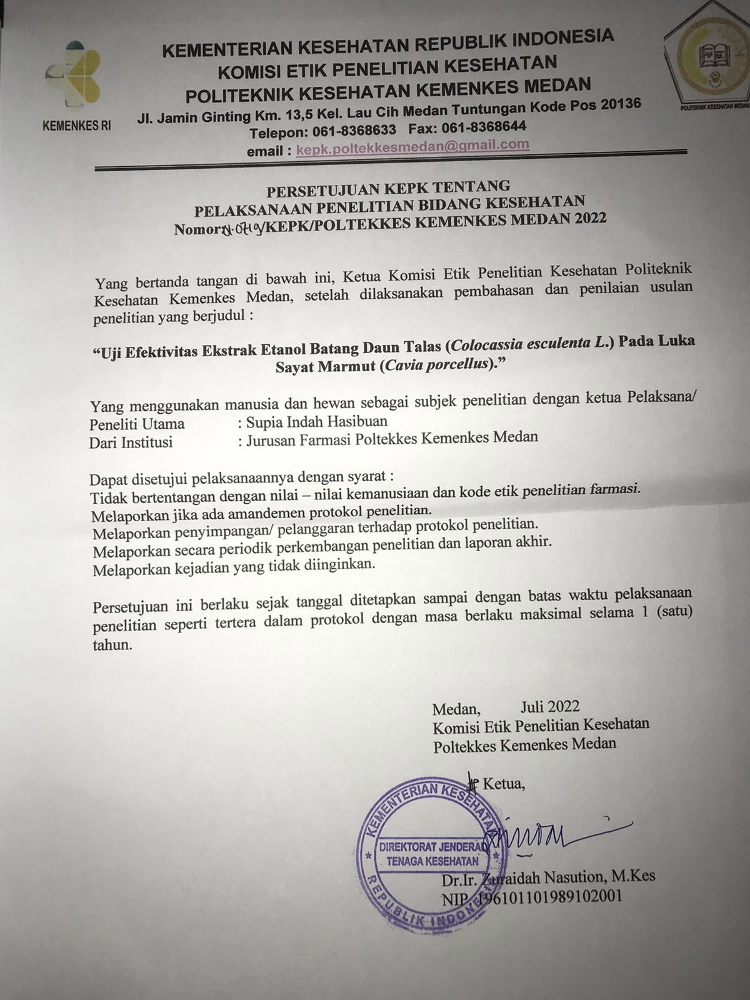 KEMENTERIAN KESEHATAN REPUBLIK INDONESIA
KOMISI ETIK PENELITIAN KESEHATAN
POLITEKNIK KESEHATAN KEMENKES MEDAN
Jl. Jamin Ginting Km. 13,5 Kel. Lau Cih Medan Tuntungan Kode Pos 20136
Telepon: 061-8368633 Fax: 061-8368644
email : kepk.poltekkesmedan@gmail.com
KEMENKES RI
POLITEKNIK KESEHATAN MEDAN
PERSETUJUAN KEPK TENTANG
PELAKSANAAN PENELITIAN BIDANG KESEHATAN
Nomor /KEPK/POLTEKKES KEMENKES MEDAN 2022
Yang bertanda tangan di bawah ini, Ketua Komisi Etik Penelitian Kesehatan Politeknik
Kesehatan Kemenkes Medan, setelah dilaksanakan pembahasan dan penilaian usulan
penelitian yang berjudul :
“Uji Efektivitas Ekstrak Etanol Batang Daun Talas (Colocassia esculenta L.) Pada Luka
Sayat Marmut (Cavia porcellus).”
Yang menggunakan manusia dan hewan sebagai subjek penelitian dengan ketua Pelaksana/
Peneliti Utama : Supia Indah Hasibuan
Dari Institusi : Jurusan Farmasi Poltekkes Kemenkes Medan
Dapat disetujui pelaksanaannya dengan syarat :
Tidak bertentangan dengan nilai – nilai kemanusiaan dan kode etik penelitian farmasi.
Melaporkan jika ada amandemen protokol penelitian.
Melaporkan penyimpangan/ pelanggaran terhadap protokol penelitian.
Melaporkan secara periodik perkembangan penelitian dan laporan akhir.
Melaporkan kejadian yang tidak diinginkan.
Persetujuan ini berlaku sejak tanggal ditetapkan sampai dengan batas waktu pelaksanaan
penelitian seperti tertera dalam protokol dengan masa berlaku maksimal selama 1 (satu)
tahun.
Medan, Juli 2022
Komisi Etik Penelitian Kesehatan
Poltekkes Kemenkes Medan
Ketua,
KEMENTERIAN KESEHATAN
DIREKTORAT JENDERAL
TENAGA KESEHATAN
REPUBLIK INDONESIA
Dr.Ir. Zuraidah Nasution, M.Kes
NIP. 196101101989102001